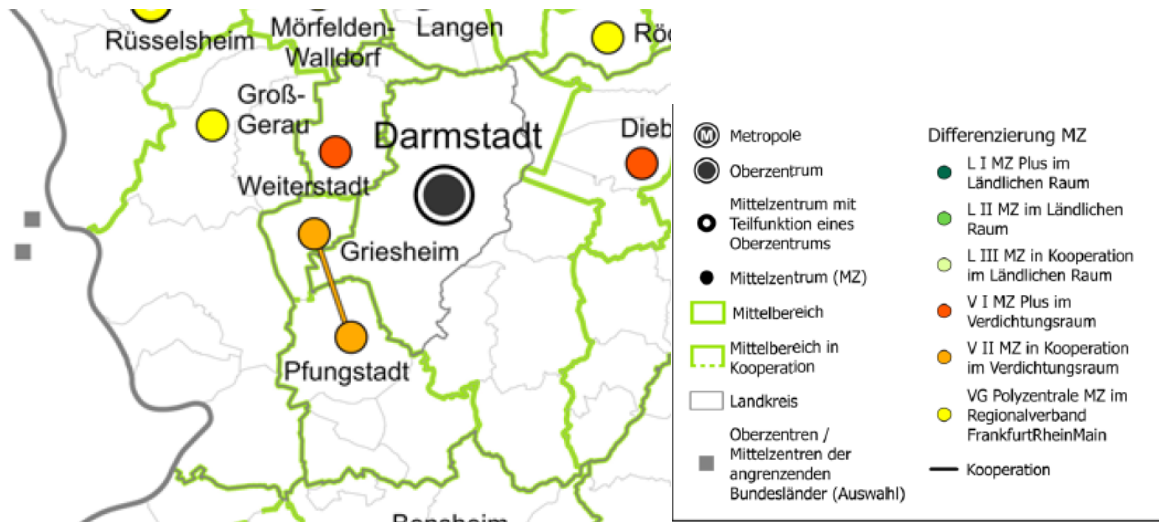 Rüsselsheim
Mörfelden-
Walldorf
Langen
Röd
Groß-
Gerau
Darmstadt
Dieb
Weiterstadt
Griesheim
Pfungstadt
M
Metropole
Oberzentrum
Mittelzentrum mit
Teilfunktion eines
Oberzentrums
Mittelzentrum (MZ)
Mittelbereich
Mittelbereich in
Kooperation
Landkreis
Oberzentren /
Mittelzentren der
angrenzenden
Bundesländer (Auswahl)
Differenzierung MZ
L I MZ Plus im
Ländlichen Raum
L II MZ im Ländlichen
Raum
L III MZ in Kooperation
im Ländlichen Raum
V I MZ Plus im
Verdichtungsraum
V II MZ in Kooperation
im Verdichtungsraum
VG Polyzentrale MZ im
Regionalverband
FrankfurtRheinMain
Kooperation